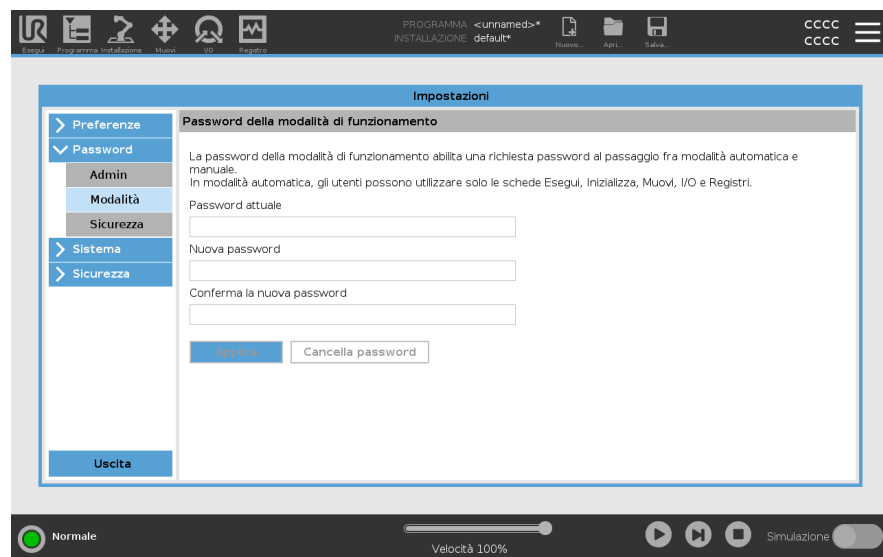 PROGRAMMA <unnamed>*
INSTALLAZIONE default*
CCCC
CCCC
Esegui Programma Installazione Muovi I/O Registro Nuovo... Apri... Salva...
Impostazioni
Preferenze
Password
Admin
Modalità
Sicurezza
Sistema
Sicurezza
Uscita
Password della modalità di funzionamento
La password della modalità di funzionamento abilita una richiesta password al passaggio fra modalità automatica e
manuale.
In modalità automatica, gli utenti possono utilizzare solo le schede Esegui, Inizializza, Muovi, I/O e Registri.
Password attuale
Nuova password
Conferma la nuova password
Applica Cancella password
Normale
Velocità 100%
Simulazione